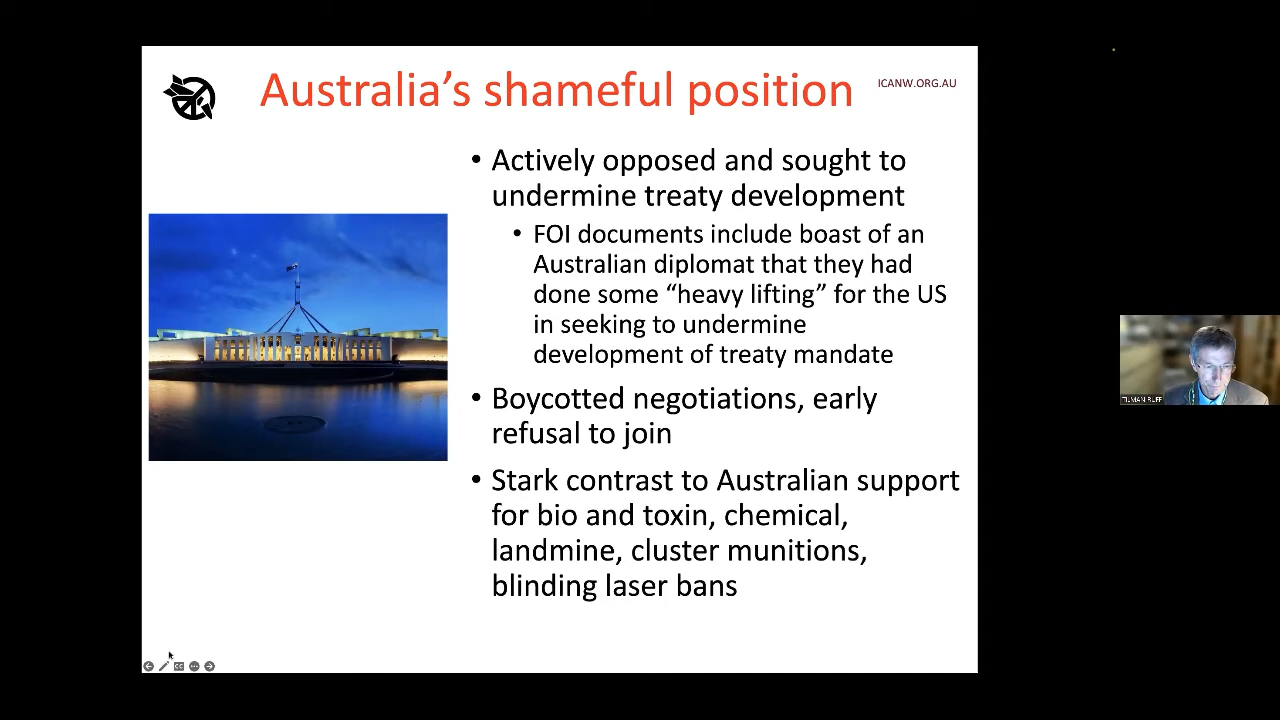 Australia's shameful position
ICANW.ORG.AU
• Actively opposed and sought to
undermine treaty development
• FOI documents include boast of an
Australian diplomat that they had
done some “heavy lifting” for the US
in seeking to undermine
development of treaty mandate
• Boycotted negotiations, early
refusal to join
• Stark contrast to Australian support
for bio and toxin, chemical,
landmine, cluster munitions,
blinding laser bans
TILMAN RUFF